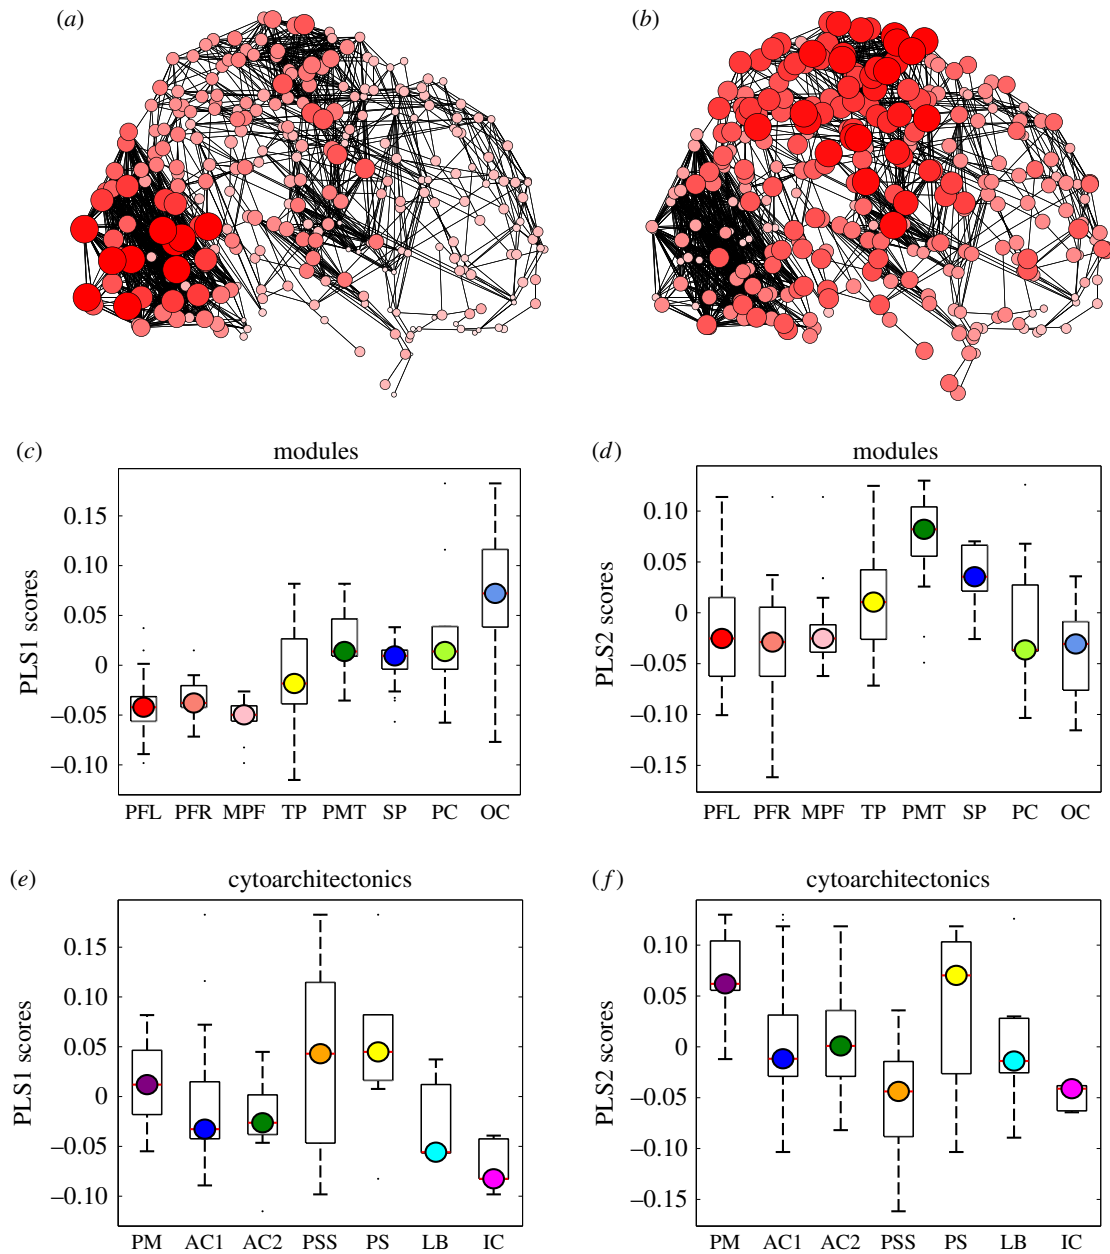 (a)
(b)
(c)
modules
PLS1 scores
0.15
0.10
0.05
0
–0.05
–0.10
PFL PFR MPF TP PMT SP PC OC
(d)
modules
PLS2 scores
0.10
0.05
0
–0.05
–0.10
–0.15
PFL PFR MPF TP PMT SP PC OC
(e)
cytoarchitectonics
PLS1 scores
0.15
0.10
0.05
0
–0.05
–0.10
PM AC1 AC2 PSS PS LB IC
(f)
cytoarchitectonics
PLS2 scores
0.10
0.05
0
–0.05
–0.10
–0.15
PM AC1 AC2 PSS PS LB IC